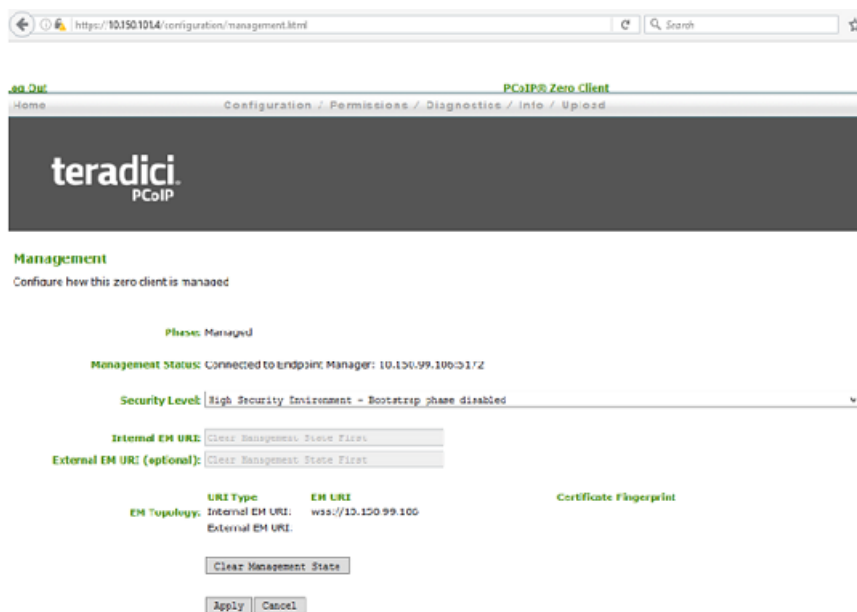 https://10.150.101.4/configuration/management.html
Search
Log Out
PCoIP® Zero Client
Home
Configuration / Permissions / Diagnostics / Info / Upload
teradici.
PCoIP
Management
Configure how this zero client is managed
Phase: Managed
Management Status: Connected to Endpoint Manager: 10.150.99.106:5172
Security Level: High Security Environment - Bootstrap phase disabled
Internal EM URI: Clear Management State First
External EM URI (optional): Clear Management State First
URI Type EM URI Certificate Fingerprint
EM Topology: Internal EM URI: wss://10.150.99.106
External EM URI:
Clear Management State
Apply Cancel